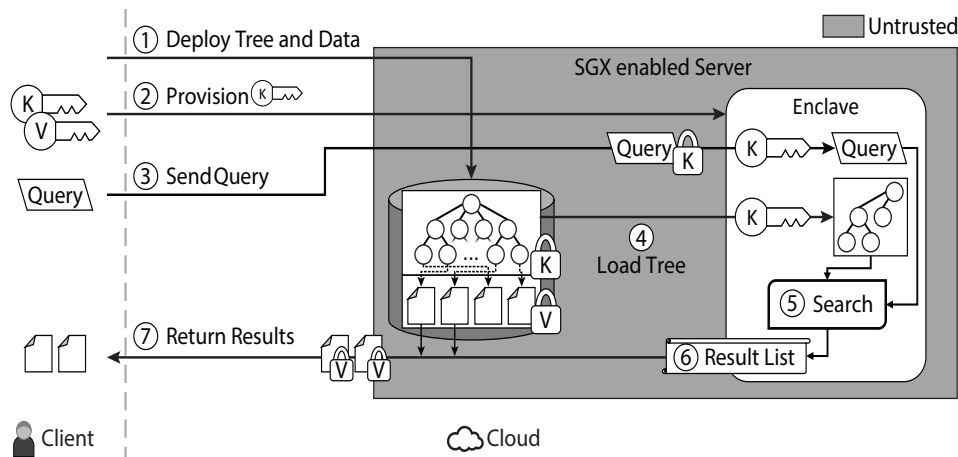 Untrusted
① Deploy Tree and Data
SGX enabled Server
② Provision K
K
V
Enclave
Query K
K
Query
③ Send Query
Query
K
④
Load Tree
...
K
V
⑤ Search
⑦ Return Results
V V
⑥ Result List
Client
Cloud